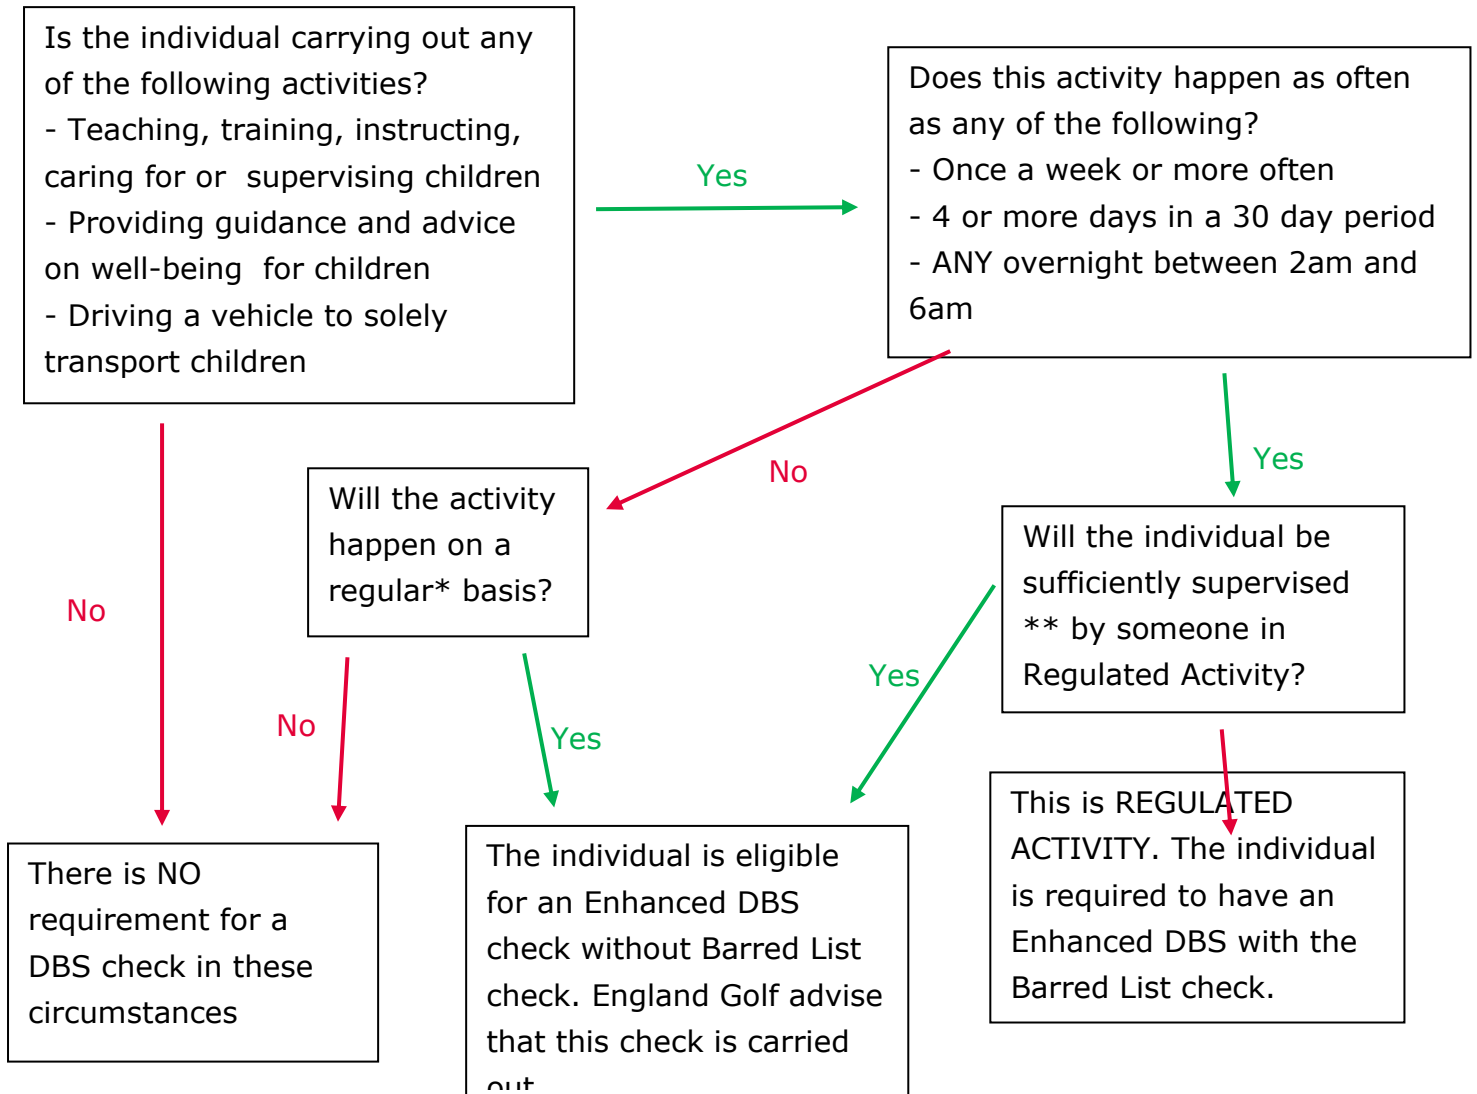 Is the individual carrying out any
of the following activities?
- Teaching, training, instructing,
caring for or  supervising children
- Providing guidance and advice
on well-being  for children
- Driving a vehicle to solely
transport children
Yes
Does this activity happen as often
as any of the following?
- Once a week or more often
- 4 or more days in a 30 day period
- ANY overnight between 2am and
6am
No
Yes
Will the activity
happen on a
regular* basis?
Will the individual be
sufficiently supervised
** by someone in
Regulated Activity?
No
No
Yes
Yes
There is NO
requirement for a
DBS check in these
circumstances
The individual is eligible
for an Enhanced DBS
check without Barred List
check. England Golf advise
that this check is carried
out
This is REGULATED
ACTIVITY. The individual
is required to have an
Enhanced DBS with the
Barred List check.